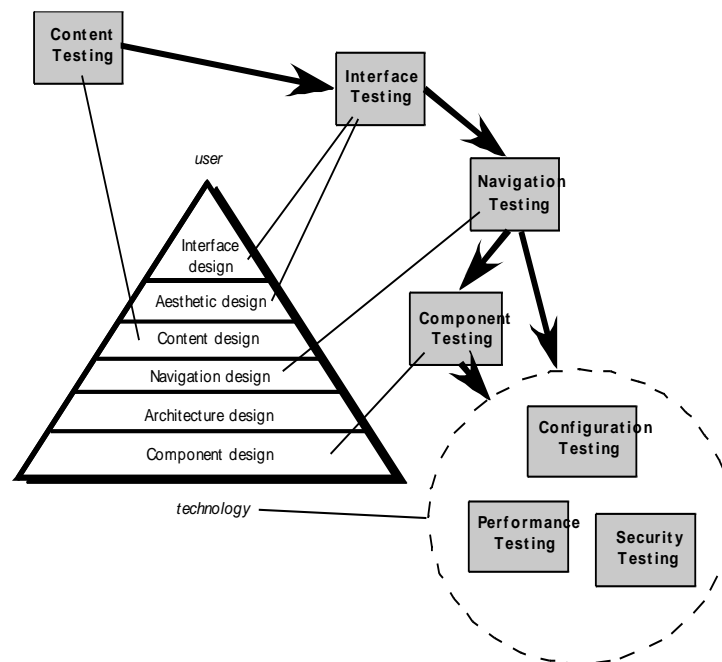 Content
Testing
Interface
Testing
user
Navigation
Testing
Interface
design
Aesthetic design
Component
Testing
Content design
Navigation design
Architecture design
Configuration
Testing
Component design
technology
Performance
Testing
Security
Testing